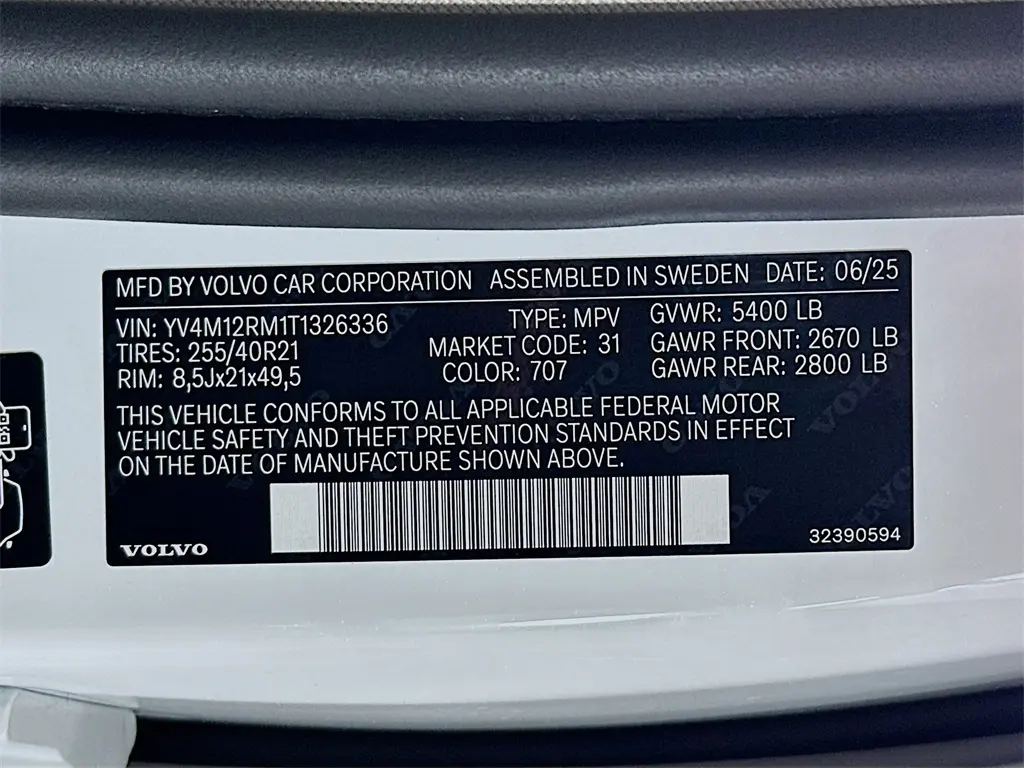 MFD BY VOLVO CAR CORPORATION ASSEMBLED IN SWEDEN DATE: 06/25
VIN: YV4M12RM1T1326336 TYPE: MPV GVWR: 5400 LB
TIRES: 255/40R21 MARKET CODE: 31 GAWR FRONT: 2670 LB
RIM: 8,5Jx21x49,5 COLOR: 707 GAWR REAR: 2800 LB
THIS VEHICLE CONFORMS TO ALL APPLICABLE FEDERAL MOTOR
VEHICLE SAFETY AND THEFT PREVENTION STANDARDS IN EFFECT
ON THE DATE OF MANUFACTURE SHOWN ABOVE.
VOLVO 32390594